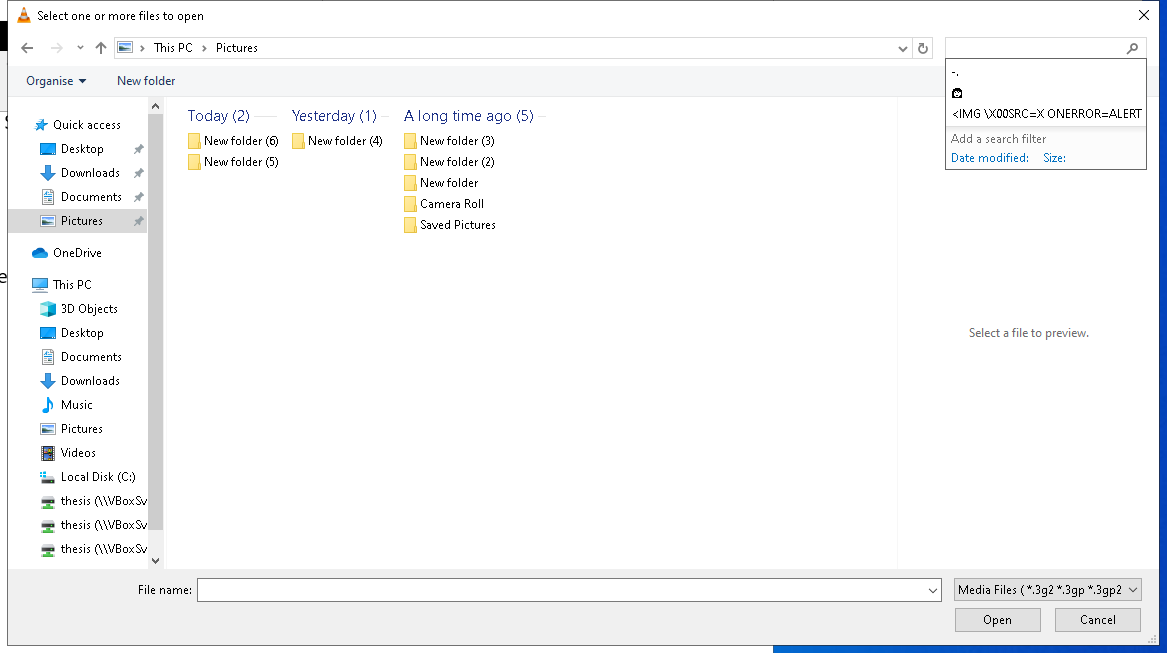 Select one or more files to open
This PC > Pictures
Organise
New folder
-.
<IMG \X00SRC=X ONERROR=ALERT
Add a search filter
Date modified: Size:
Quick access
Desktop
Downloads
Documents
Pictures
OneDrive
This PC
3D Objects
Desktop
Documents
Downloads
Music
Pictures
Videos
Local Disk (C:)
thesis (\\VBoxSv
thesis (\\VBoxSv
thesis (\\VBoxSv
Today (2)
New folder (6)
New folder (5)
Yesterday (1)
New folder (4)
A long time ago (5)
New folder (3)
New folder (2)
New folder
Camera Roll
Saved Pictures
Select a file to preview.
File name:
Media Files ( *.3g2 *.3gp *.3gp2
Open
Cancel